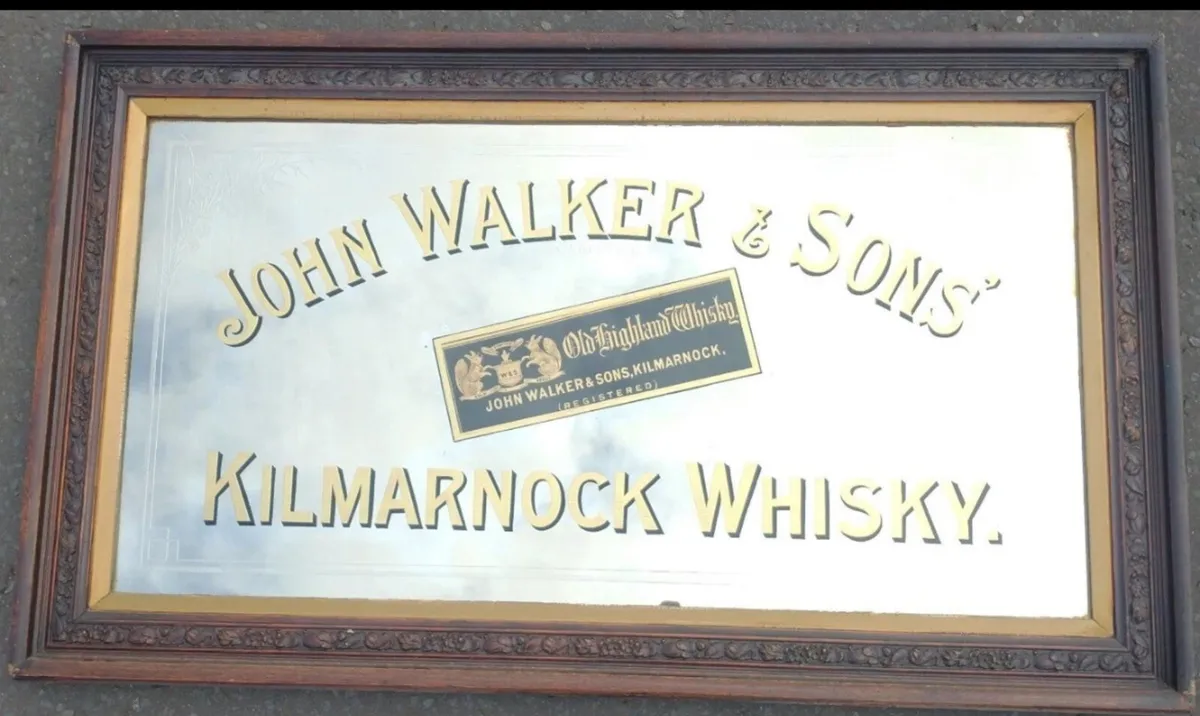 JOHN WALKER & SONS'
Old Highland Whisky.
W&S
JOHN WALKER & SONS, KILMARNOCK.
(REGISTERED)
KILMARNOCK WHISKY.